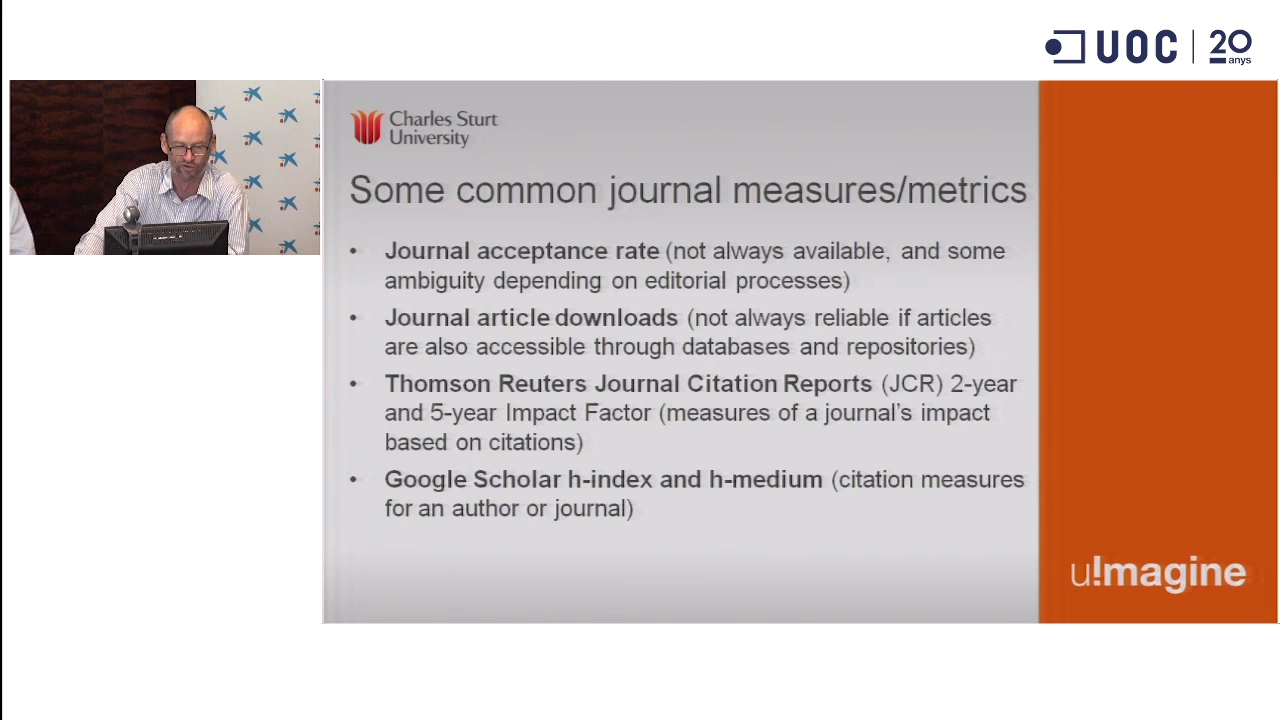 UOC
20
anys
Charles Sturt
University
Some common journal measures/metrics
• Journal acceptance rate (not always available, and some
ambiguity depending on editorial processes)
• Journal article downloads (not always reliable if articles
are also accessible through databases and repositories)
• Thomson Reuters Journal Citation Reports (JCR) 2-year
and 5-year Impact Factor (measures of a journal's impact
based on citations)
• Google Scholar h-index and h-medium (citation measures
for an author or journal)
u!magine